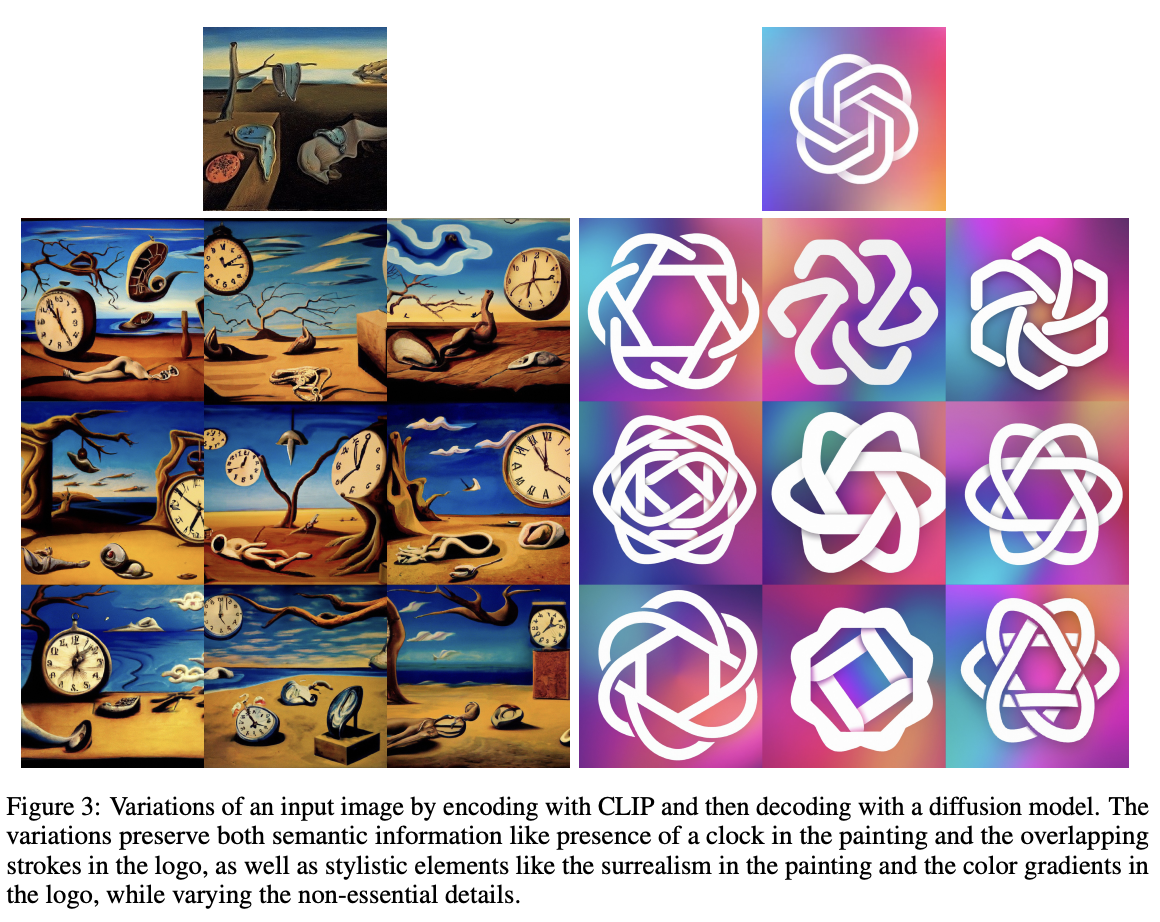 Figure 3: Variations of an input image by encoding with CLIP and then decoding with a diffusion model. The
variations preserve both semantic information like presence of a clock in the painting and the overlapping
strokes in the logo, as well as stylistic elements like the surrealism in the painting and the color gradients in
the logo, while varying the non-essential details.